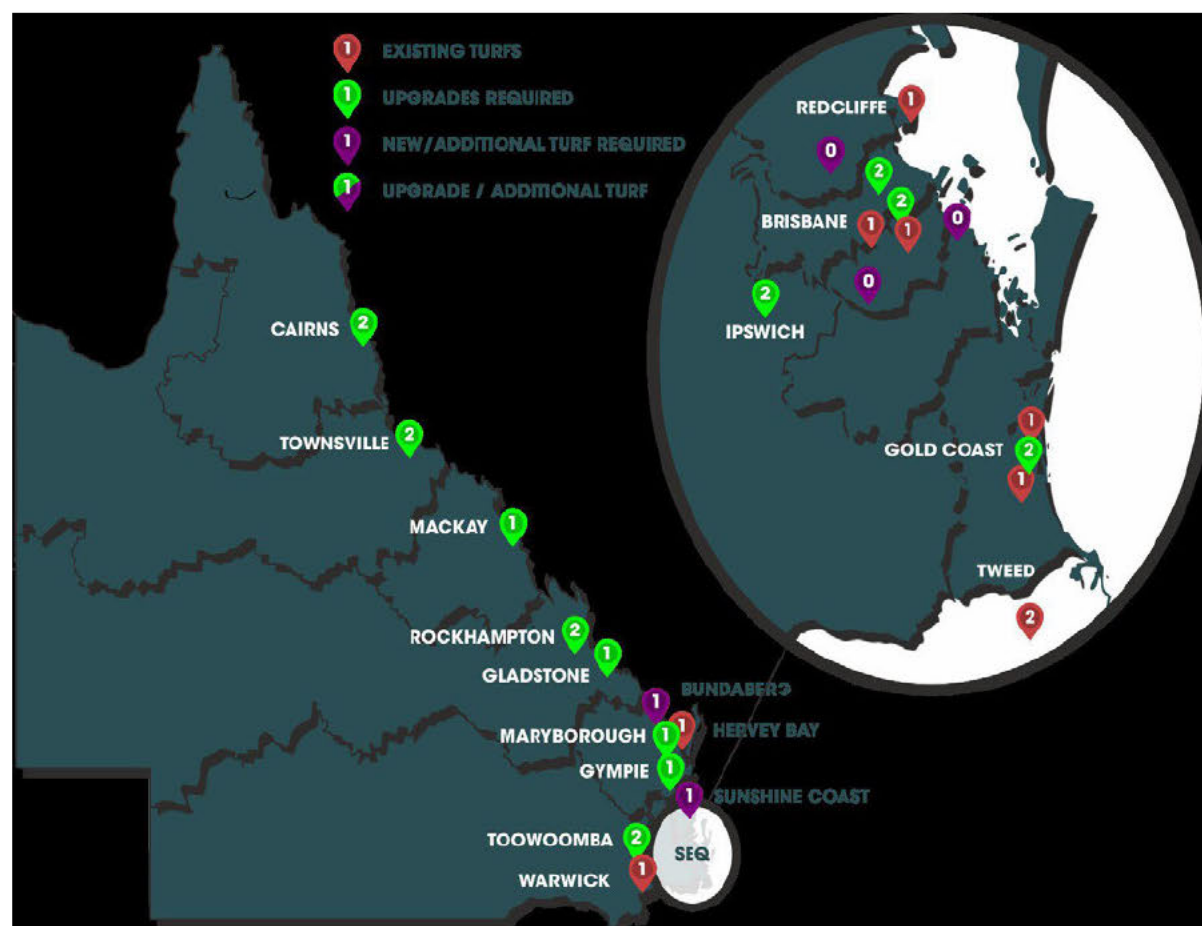 1 EXISTING TURFS
1 UPGRADES REQUIRED
1 NEW/ADDITIONAL TURF REQUIRED
1 UPGRADE / ADDITIONAL TURF
REDCLIFFE 1
0
2
2
BRISBANE 1 1
0
0
2
IPSWICH
1
GOLD COAST 2
1
TWEED
2
CAIRNS 2
TOWNSVILLE 2
MACKAY 1
ROCKHAMPTON 2
GLADSTONE 1
1 BUNDABERG
1 HERVEY BAY
MARYBOROUGH 1
GYMPIE 1
1 SUNSHINE COAST
TOOWOOMBA 2
SEQ
WARWICK 1